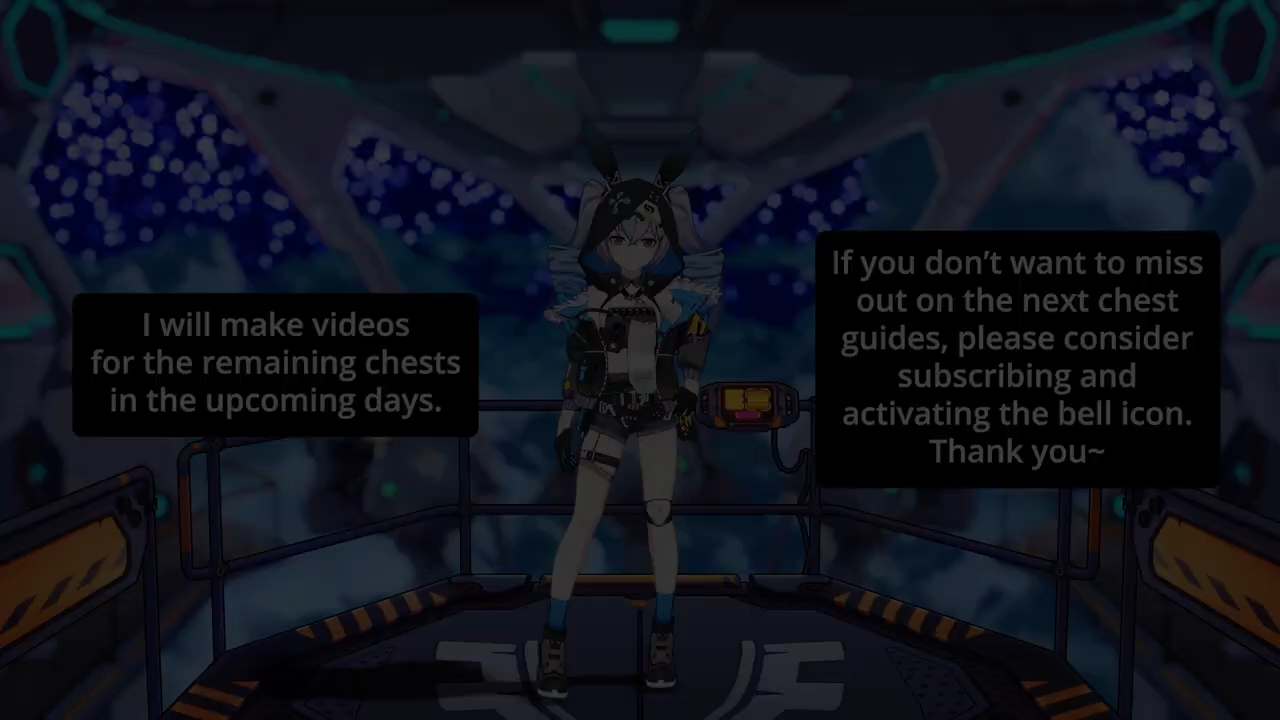 I will make videos
for the remaining chests
in the upcoming days.
If you don’t want to miss
out on the next chest
guides, please consider
subscribing and
activating the bell icon.
Thank you~